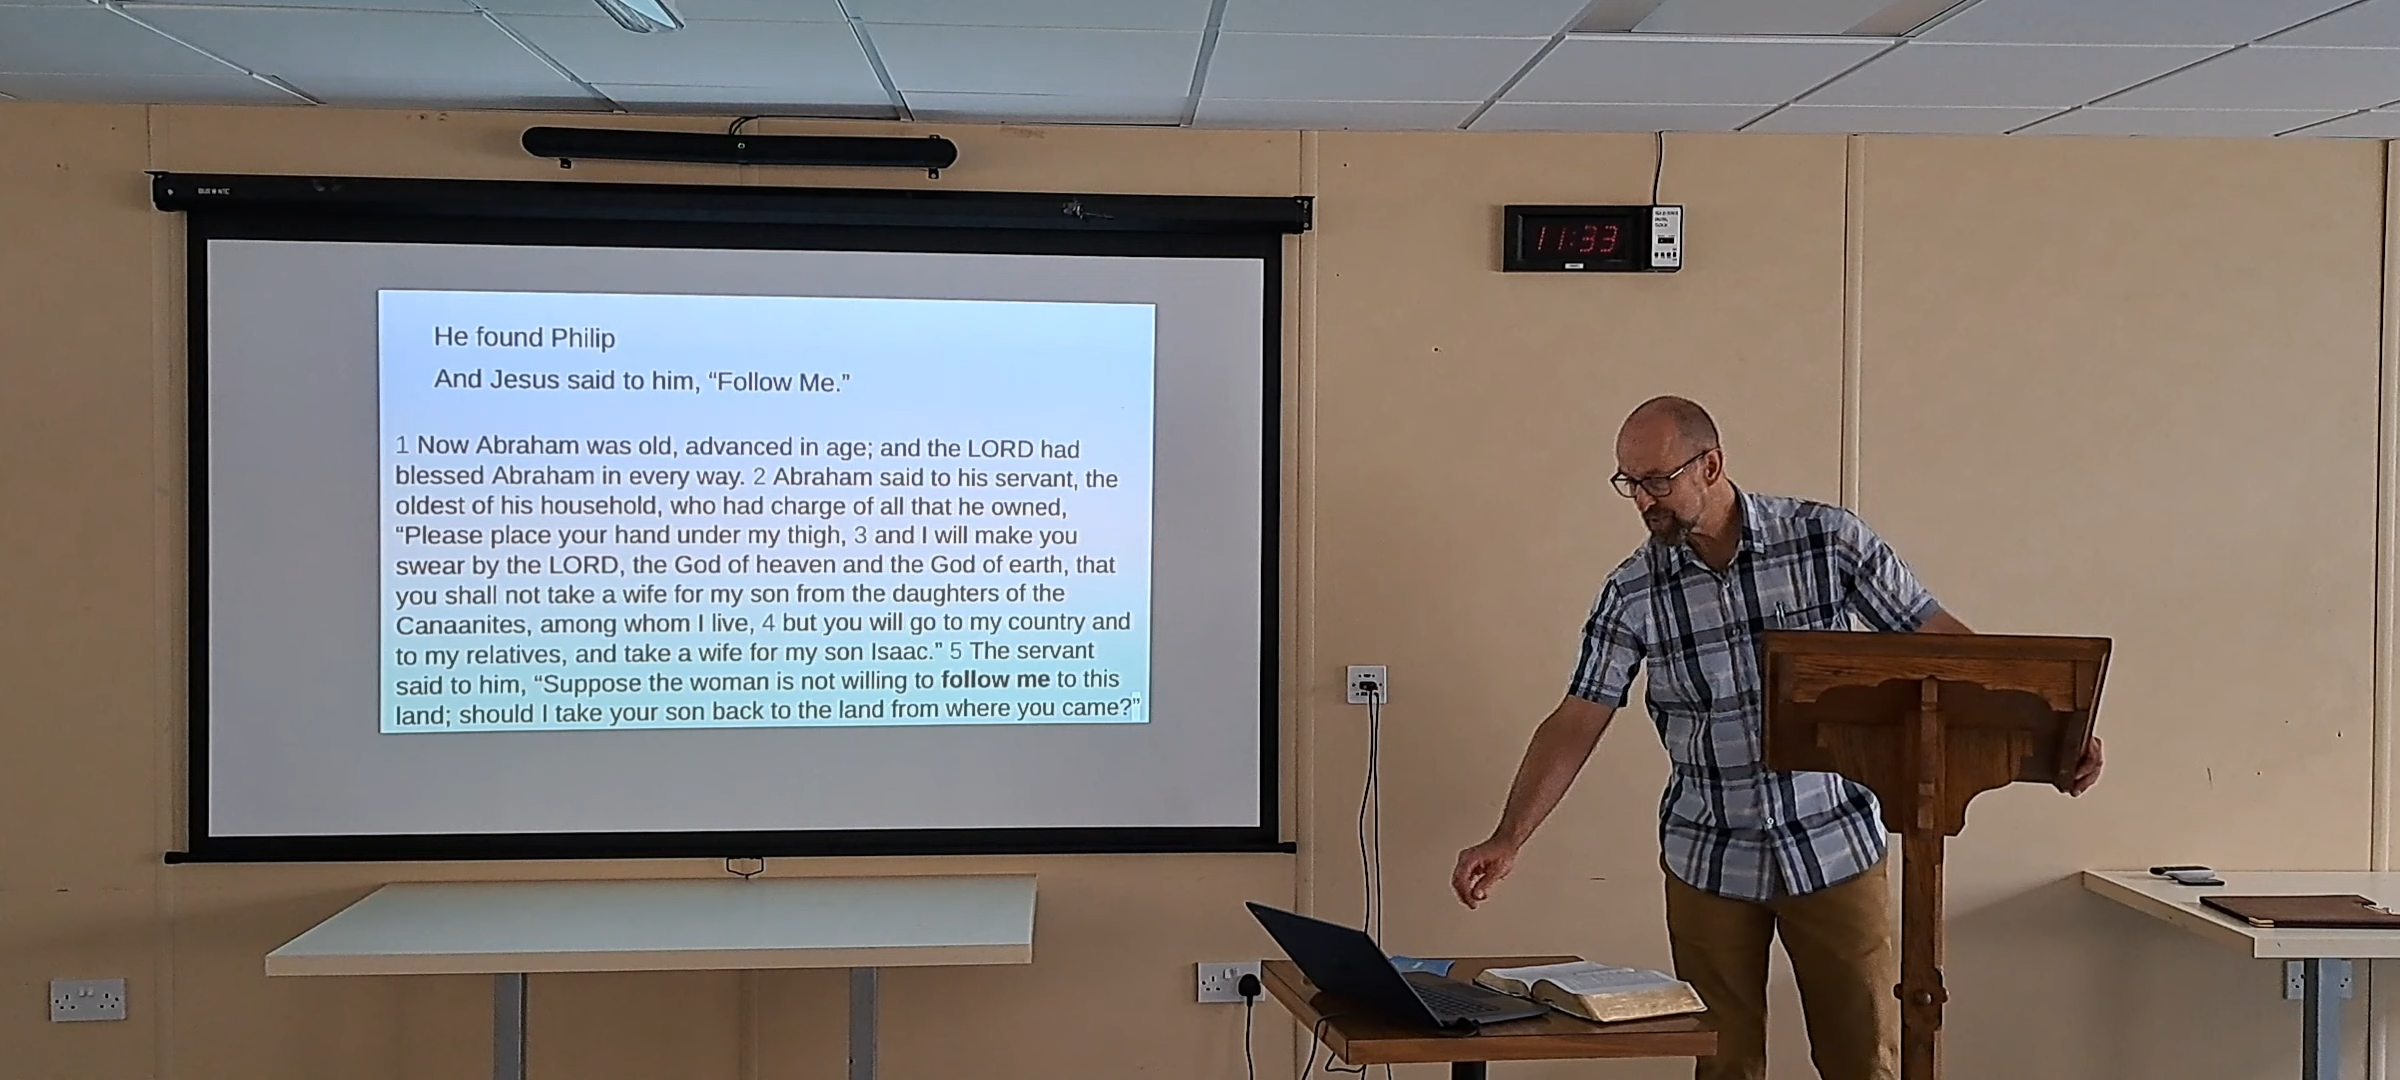 He found Philip
And Jesus said to him, “Follow Me.”
1 Now Abraham was old, advanced in age; and the LORD had
blessed Abraham in every way. 2 Abraham said to his servant, the
oldest of his household, who had charge of all that he owned,
“Please place your hand under my thigh, 3 and I will make you
swear by the LORD, the God of heaven and the God of earth, that
you shall not take a wife for my son from the daughters of the
Canaanites, among whom I live, 4 but you will go to my country and
to my relatives, and take a wife for my son Isaac.” 5 The servant
said to him, “Suppose the woman is not willing to follow me to this
land; should I take your son back to the land from where you came?”
11:33